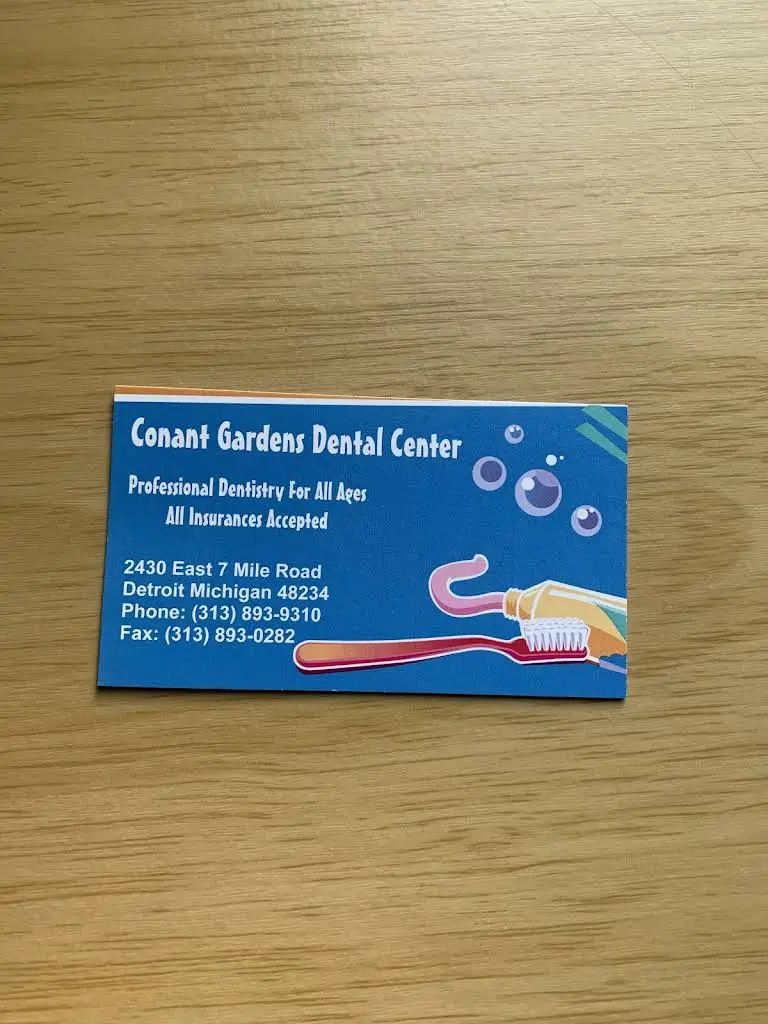 Conant Gardens Dental Center
Professional Dentistry For All Ages
All Insurances Accepted
2430 East 7 Mile Road
Detroit Michigan 48234
Phone: (313) 893-9310
Fax: (313) 893-0282